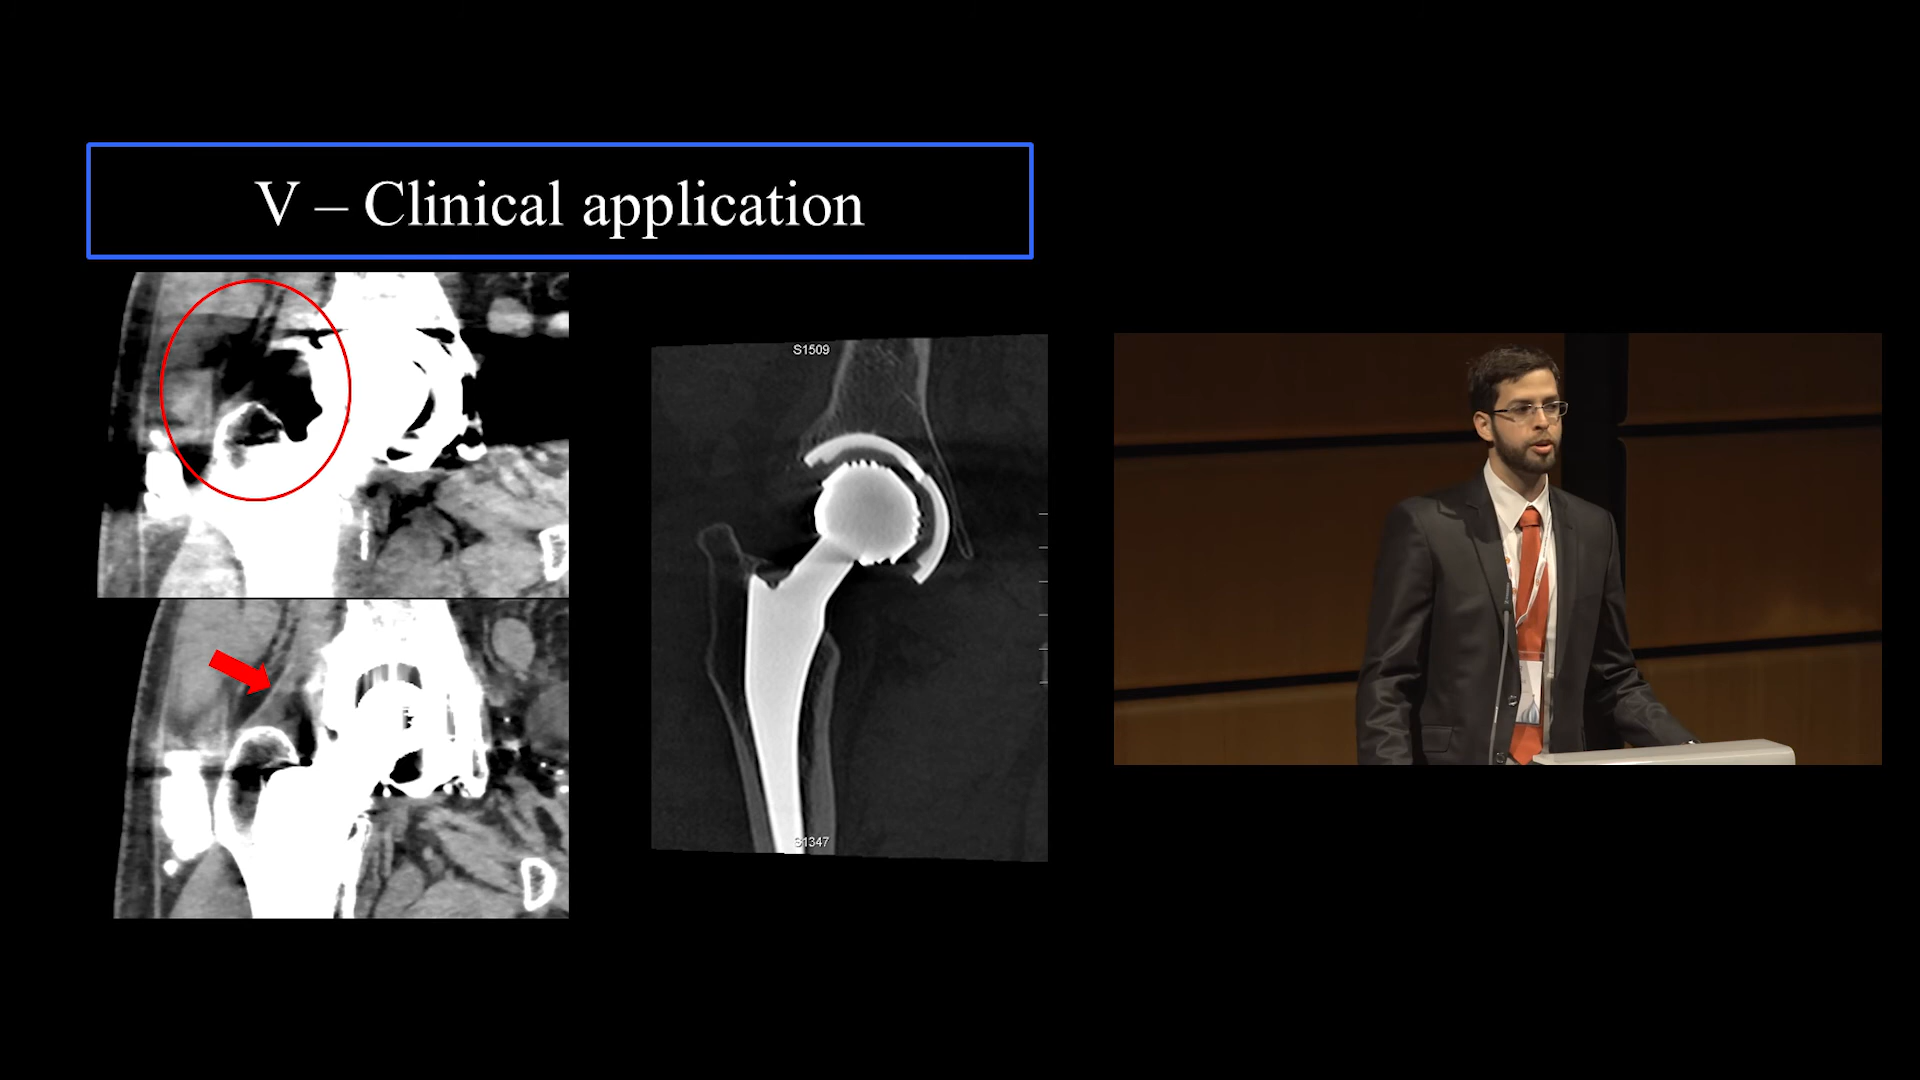 V – Clinical application
S1509
S1347